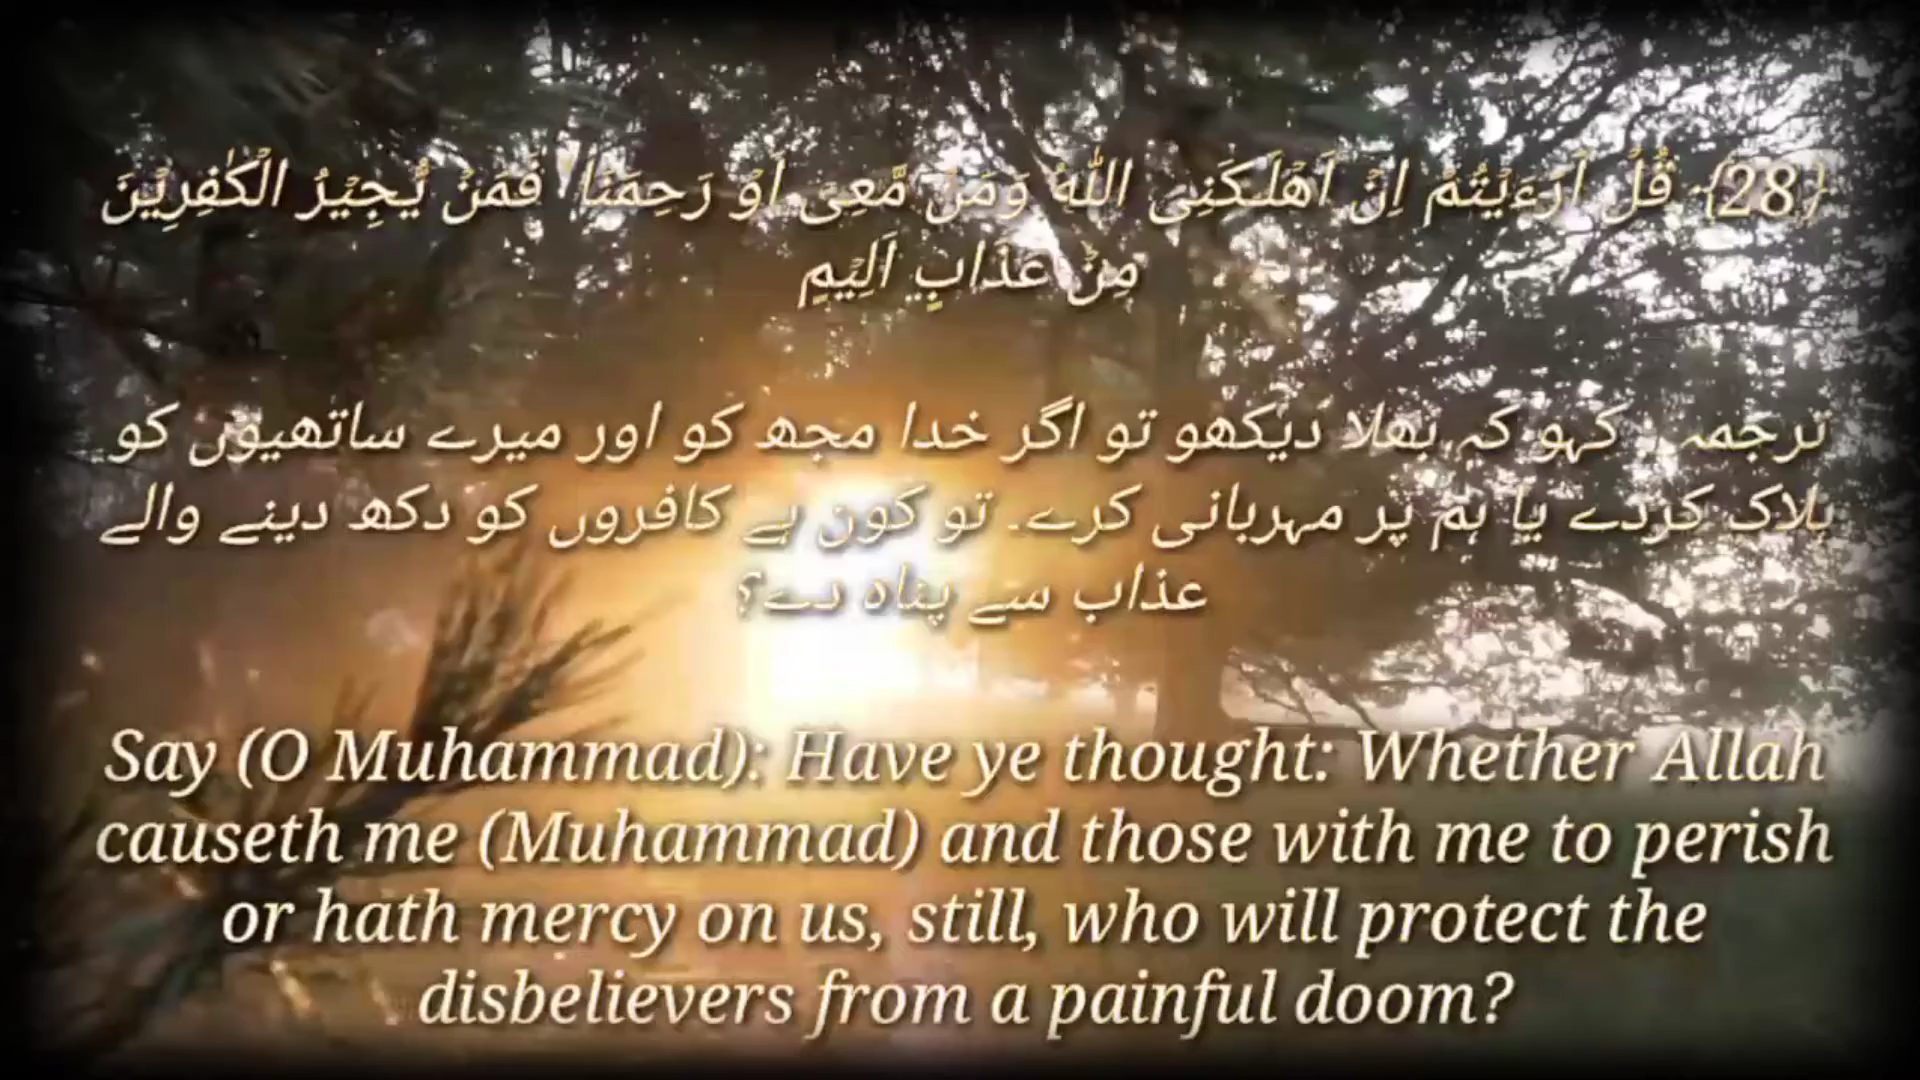 {28} قُلۡ اَرَءَيۡتُمۡ اِنۡ اَهۡلَـكَنِىَ اللّٰهُ وَمَنۡ مَّعِىَ اَوۡ رَحِمَنَا ۙ فَمَنۡ يُّجِيۡرُ الۡكٰفِرِيۡنَ
مِنۡ عَذَابٍ اَلِيۡمٍ
ترجمہ : کہو کہ بھلا دیکھو تو اگر خدا مجھ کو اور میرے ساتھیوں کو
ہلاک کردے یا ہم پر مہربانی کرے۔ تو کون ہے کافروں کو دکھ دینے والے
عذاب سے پناہ دے؟
Say (O Muhammad): Have ye thought: Whether Allah
causeth me (Muhammad) and those with me to perish
or hath mercy on us, still, who will protect the
disbelievers from a painful doom?